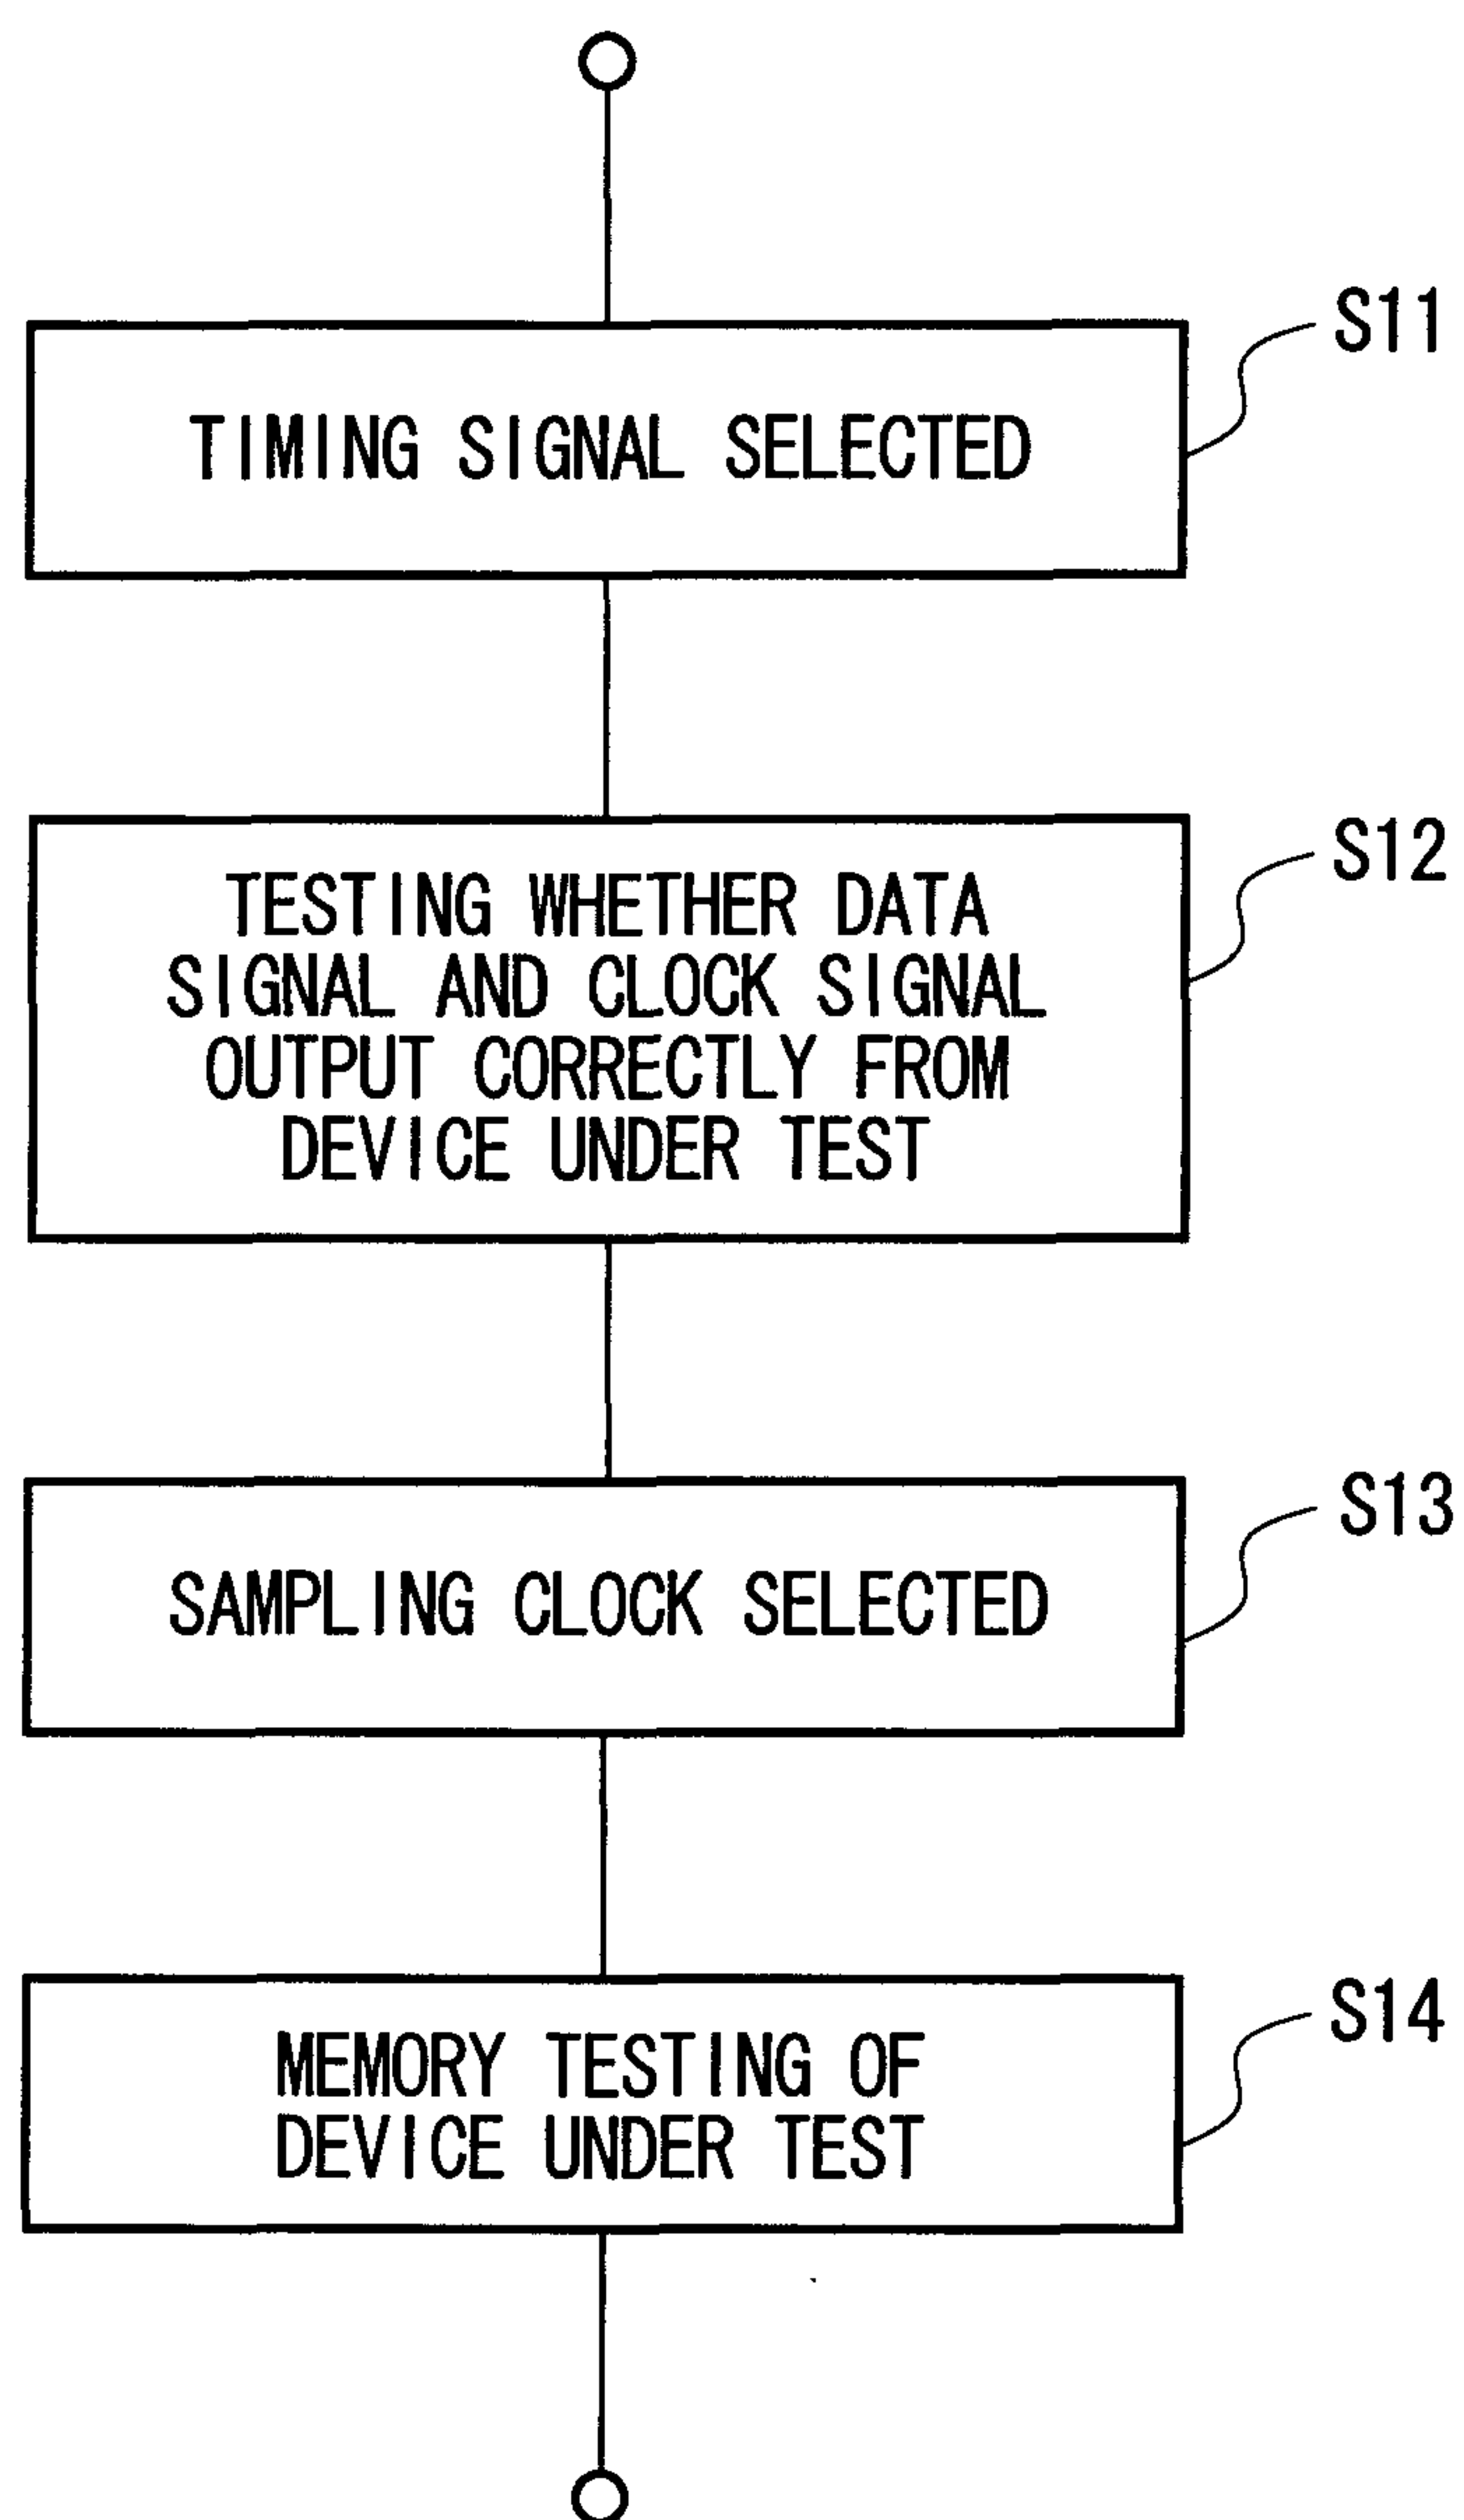 S11
TIMING SIGNAL SELECTED
S12
TESTING WHETHER DATA
SIGNAL AND CLOCK SIGNAL
OUTPUT CORRECTLY FROM
DEVICE UNDER TEST
S13
SAMPLING CLOCK SELECTED
S14
MEMORY TESTING OF
DEVICE UNDER TEST